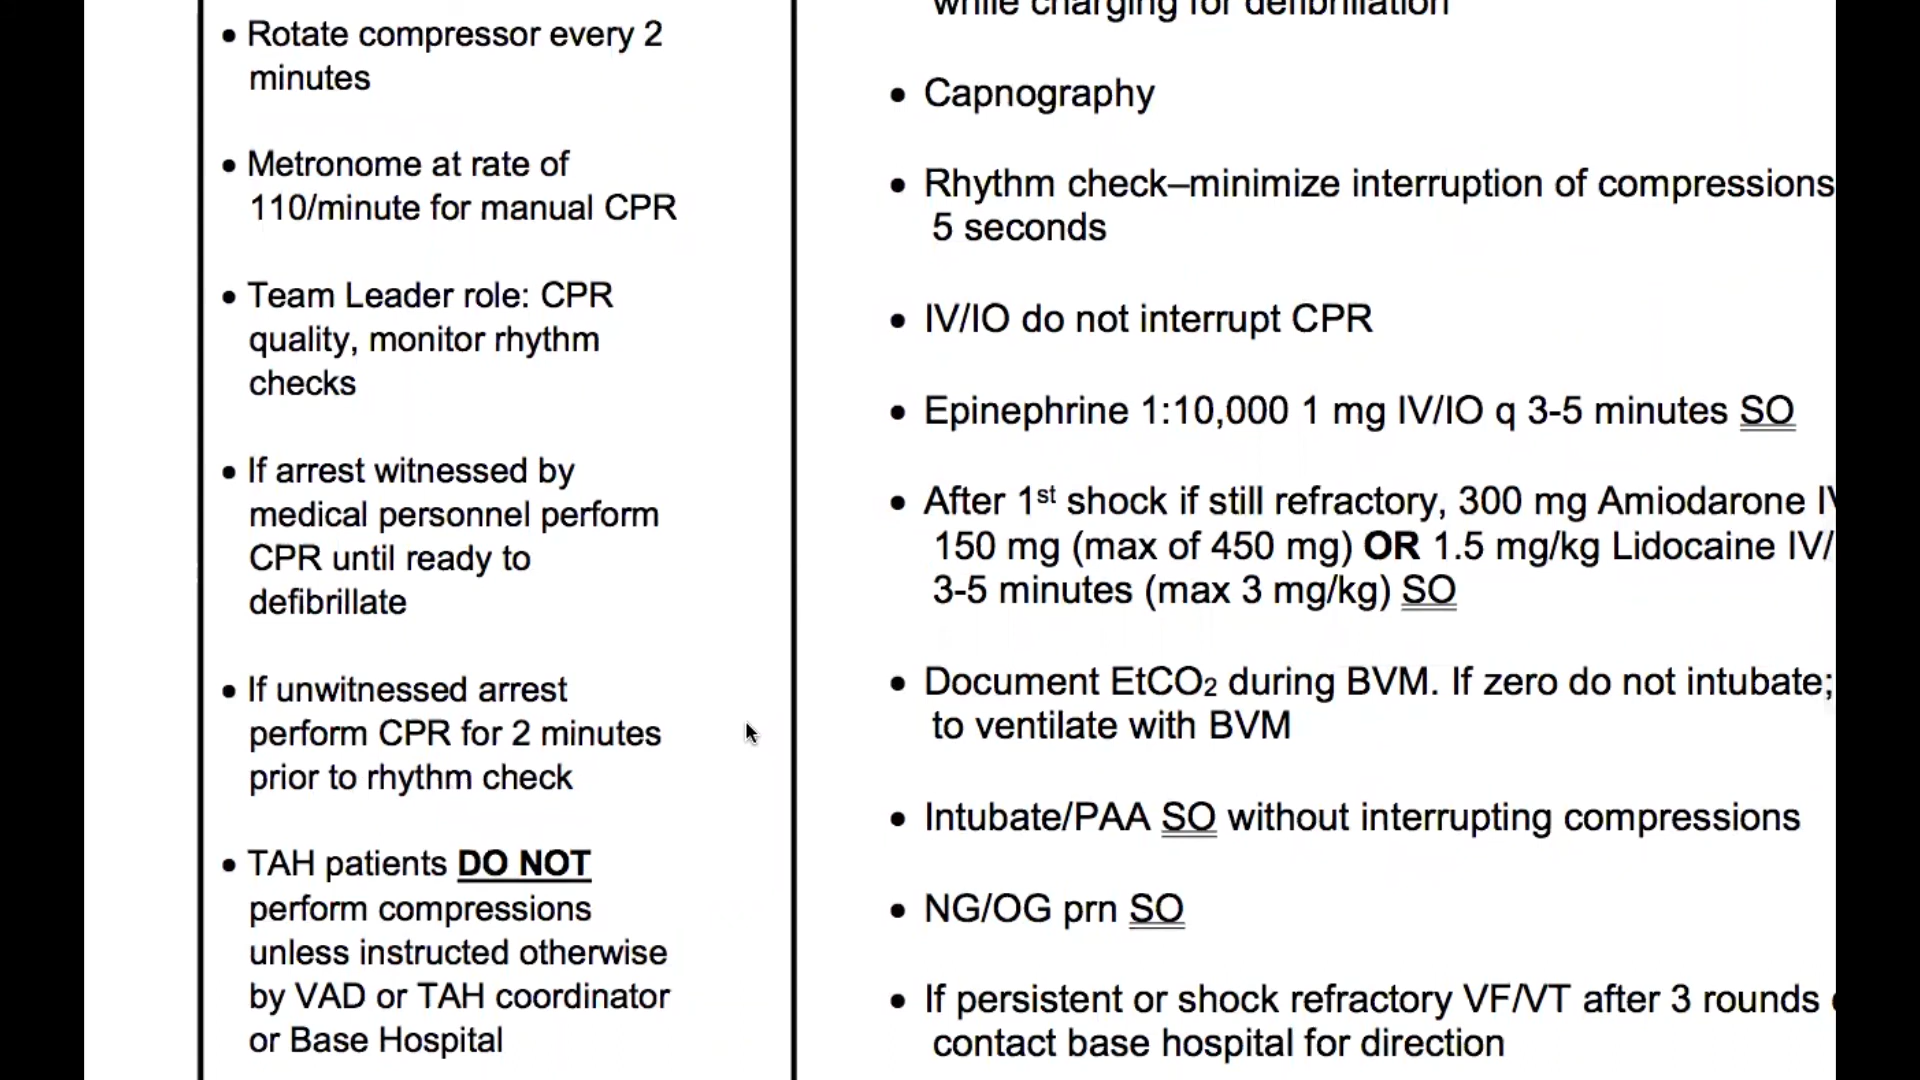 • Rotate compressor every 2
minutes
• Metronome at rate of
110/minute for manual CPR
• Team Leader role: CPR
quality, monitor rhythm
checks
• If arrest witnessed by
medical personnel perform
CPR until ready to
defibrillate
• If unwitnessed arrest
perform CPR for 2 minutes
prior to rhythm check
• TAH patients DO NOT
perform compressions
unless instructed otherwise
by VAD or TAH coordinator
or Base Hospital
while charging for defibrillation
• Capnography
• Rhythm check–minimize interruption of compressions
5 seconds
• IV/IO do not interrupt CPR
• Epinephrine 1:10,000 1 mg IV/IO q 3-5 minutes SO
• After 1st shock if still refractory, 300 mg Amiodarone
150 mg (max of 450 mg) OR 1.5 mg/kg Lidocaine IV/
3-5 minutes (max 3 mg/kg) SO
• Document EtCO₂ during BVM. If zero do not intubate;
to ventilate with BVM
• Intubate/PAA SO without interrupting compressions
• NG/OG prn SO
• If persistent or shock refractory VF/VT after 3 rounds
contact base hospital for direction